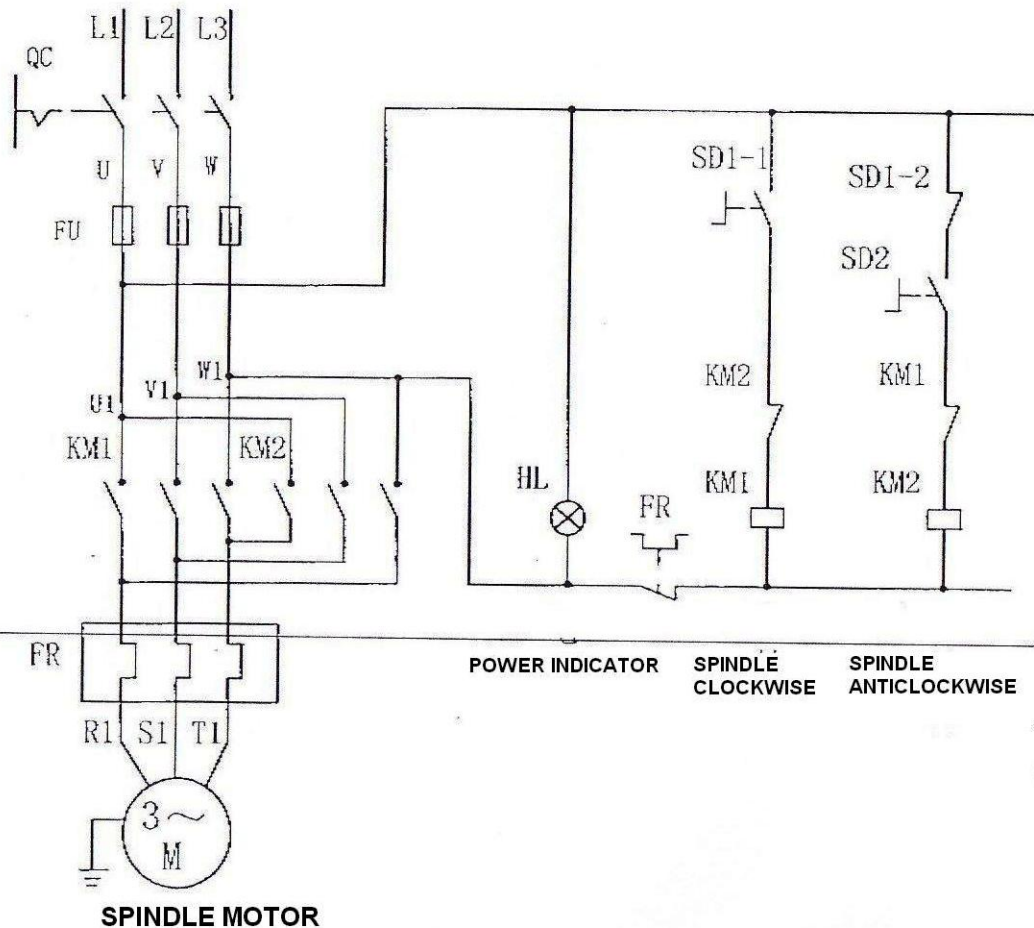 L1 L2 L3
QC
U V W
FU
SD1-1
SD1-2
SD2
W1
V1
U1
KM1
KM2
KM2
KM1
HL
FR
KM1
KM2
FR
POWER INDICATOR
SPINDLE
CLOCKWISE
SPINDLE
ANTICLOCKWISE
R1 S1 T1
3~
M
SPINDLE MOTOR